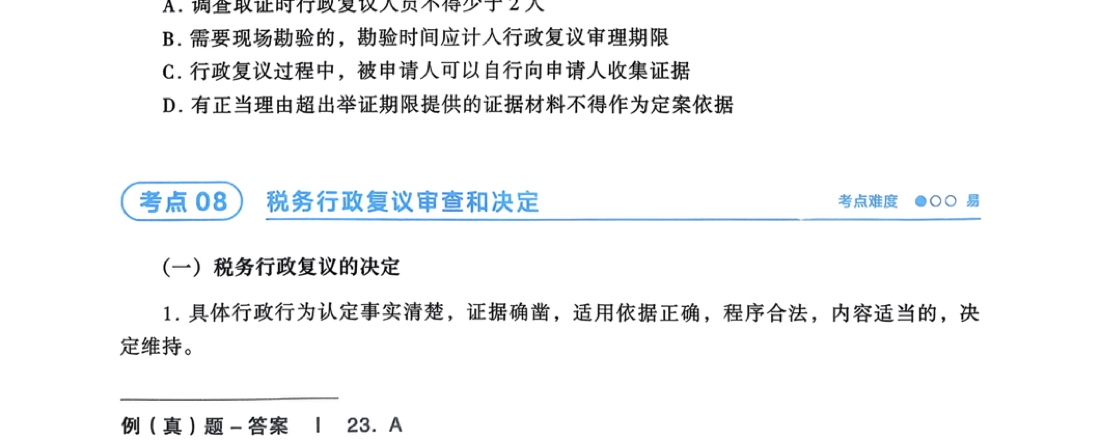 A. 调查取证时行政复议人员不得少于 2 人
B. 需要现场勘验的，勘验时间应计人行政复议审理期限
C. 行政复议过程中，被申请人可以自行向申请人收集证据
D. 有正当理由超出举证期限提供的证据材料不得作为定案依据
考点 08 税务行政复议审查和决定 考点难度 ●○○ 易
（一）税务行政复议的决定
1. 具体行政行为认定事实清楚，证据确凿，适用依据正确，程序合法，内容适当的，决
定维持。
例（真）题 – 答案 | 23. A